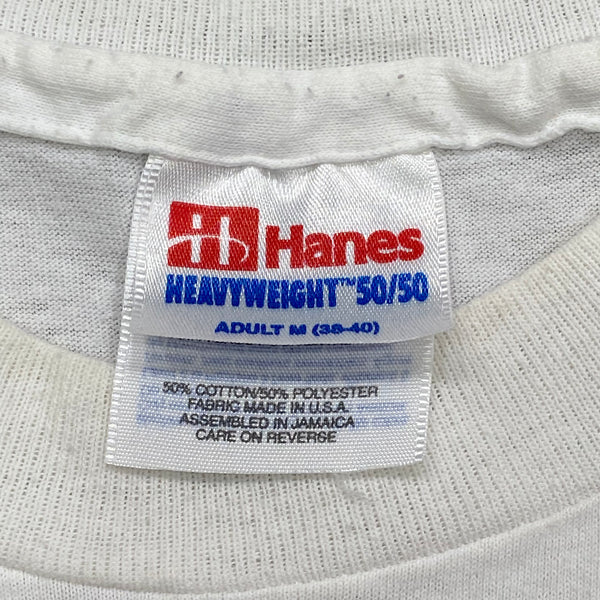 Hanes
HEAVYWEIGHT™ 50/50
ADULT M (38-40)
50% COTTON/50% POLYESTER
FABRIC MADE IN U.S.A.
ASSEMBLED IN JAMAICA
CARE ON REVERSE